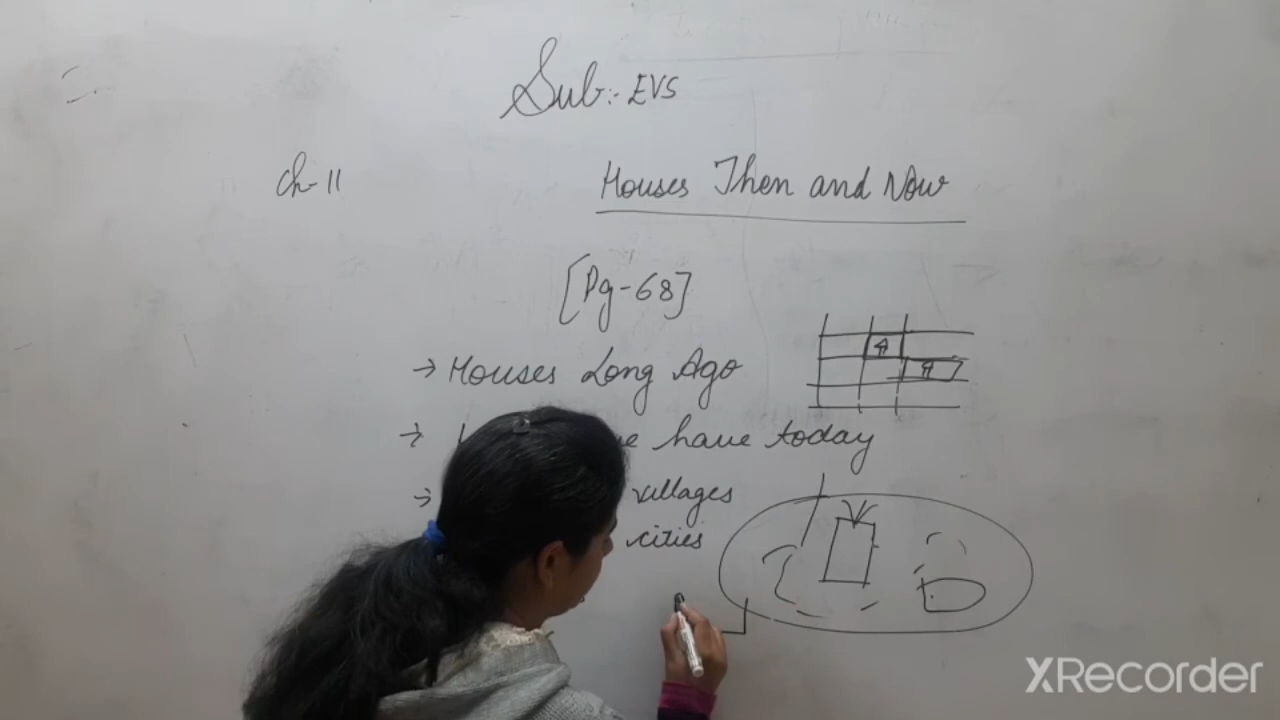 Sub:- EVS
Ch-11
Houses Then and Now
[Pg-68]
→ Houses Long Ago
→ have today
→ villages
cities
XRecorder